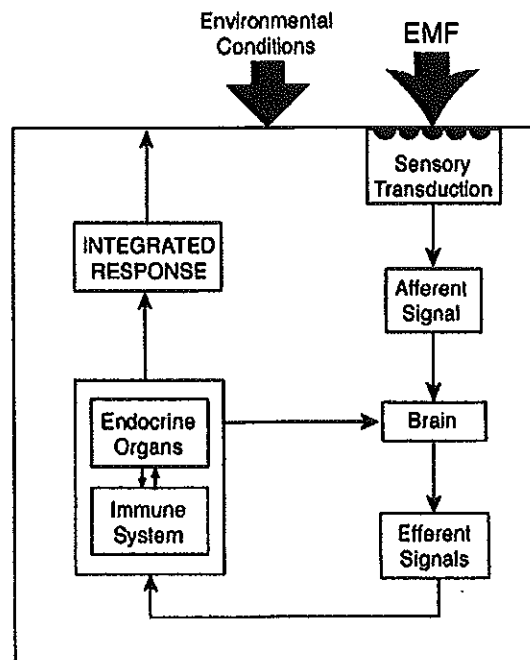 Environmental
Conditions
EMF
Sensory
Transduction
INTEGRATED
RESPONSE
Afferent
Signal
Endocrine
Organs
Brain
Immune
System
Efferent
Signals